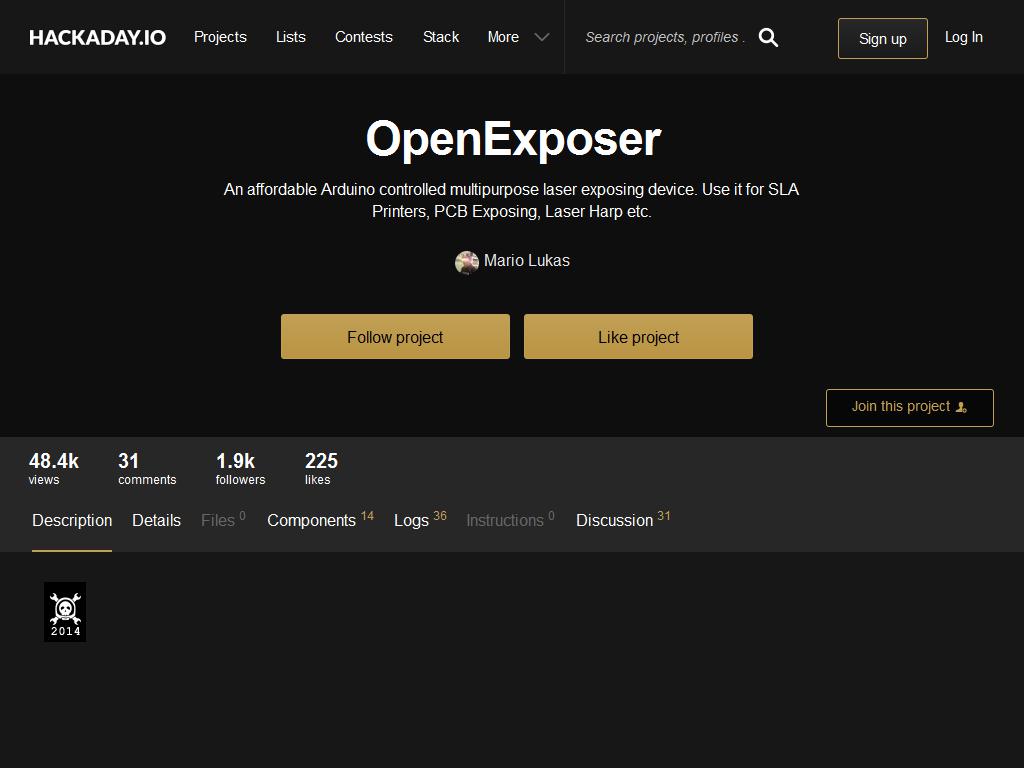 HACKADAY.IO Projects Lists Contests Stack More Search projects, profiles . Sign up Log In
OpenExposer
An affordable Arduino controlled multipurpose laser exposing device. Use it for SLA
Printers, PCB Exposing, Laser Harp etc.
Mario Lukas
Follow project Like project
Join this project
48.4k 31 1.9k 225
views comments followers likes
Description Details Files 0 Components 14 Logs 36 Instructions 0 Discussion 31
2014